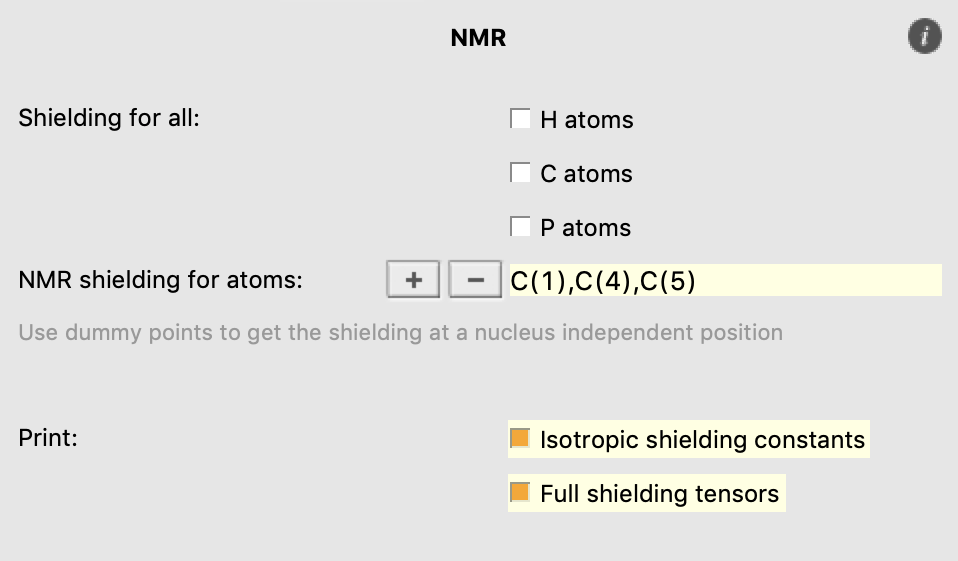 NMR
i
Shielding for all:
H atoms
C atoms
P atoms
NMR shielding for atoms:
+ − C(1),C(4),C(5)
Use dummy points to get the shielding at a nucleus independent position
Print:
Isotropic shielding constants
Full shielding tensors